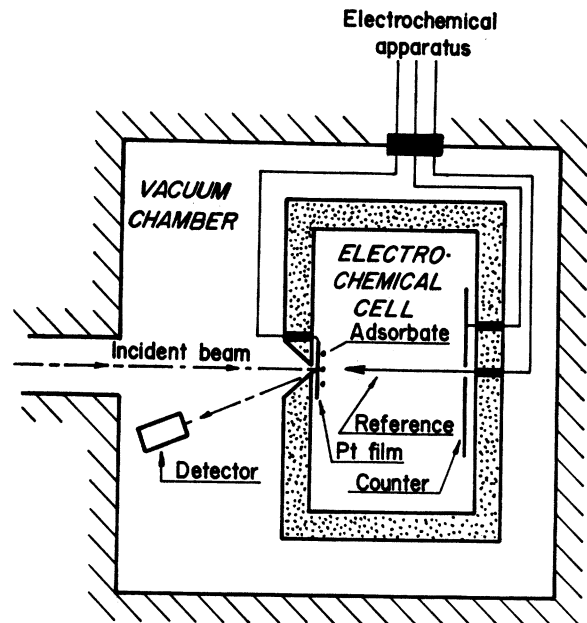 Electrochemical
apparatus
VACUUM
CHAMBER
ELECTRO-
CHEMICAL
CELL
Adsorbate
Incident beam
Reference
Pt film
Detector
Counter